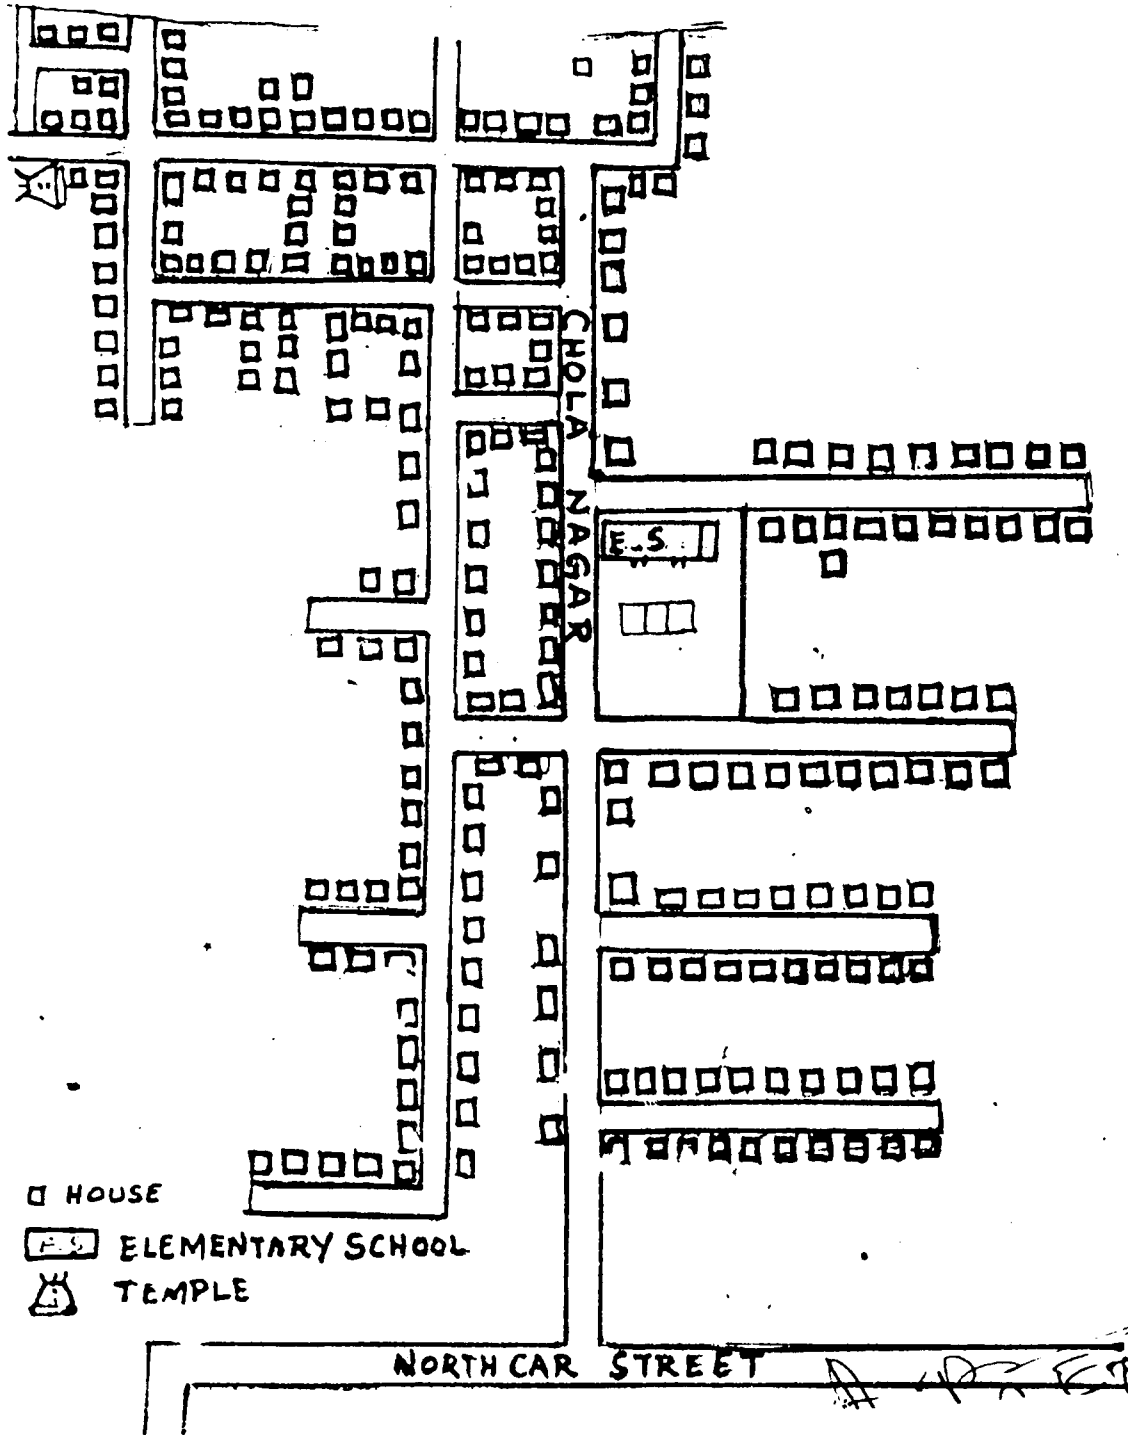 CHOLA NAGAR
E.S
HOUSE
E.S ELEMENTARY SCHOOL
TEMPLE
NORTH CAR STREET